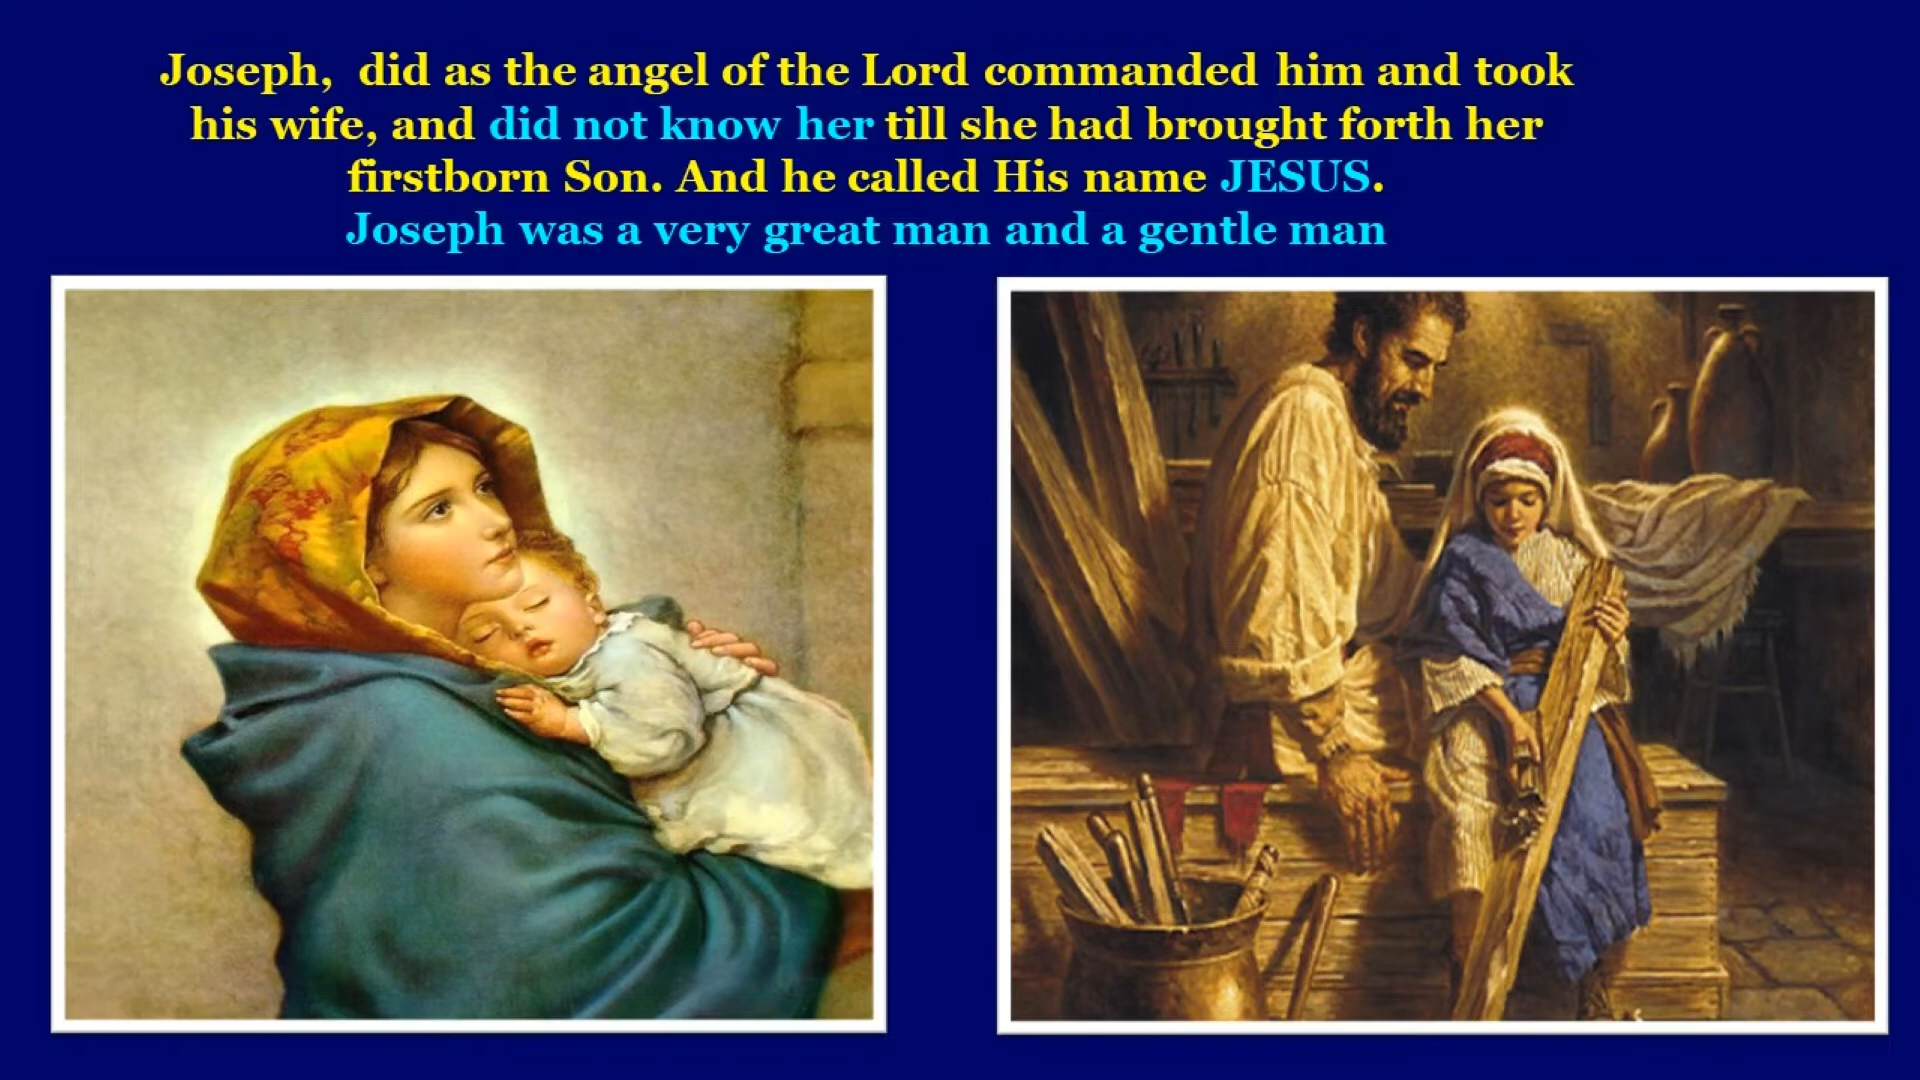 Joseph,  did as the angel of the Lord commanded him and took
his wife, and did not know her till she had brought forth her
firstborn Son. And he called His name JESUS.
Joseph was a very great man and a gentle man